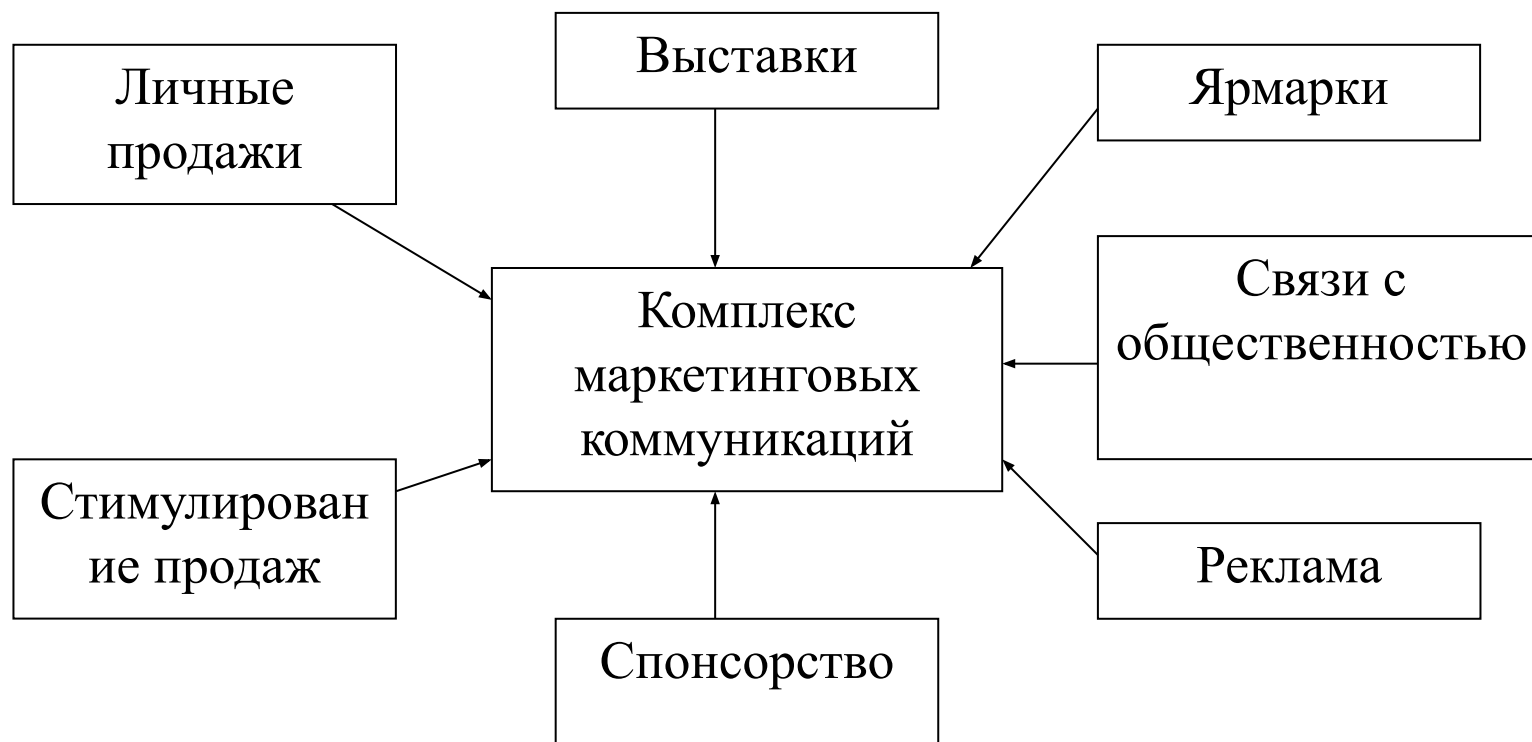 Личные
продажи
Выставки
Ярмарки
Комплекс
маркетинговых
коммуникаций
Связи с
общественностью
Стимулирован
ие продаж
Спонсорство
Реклама